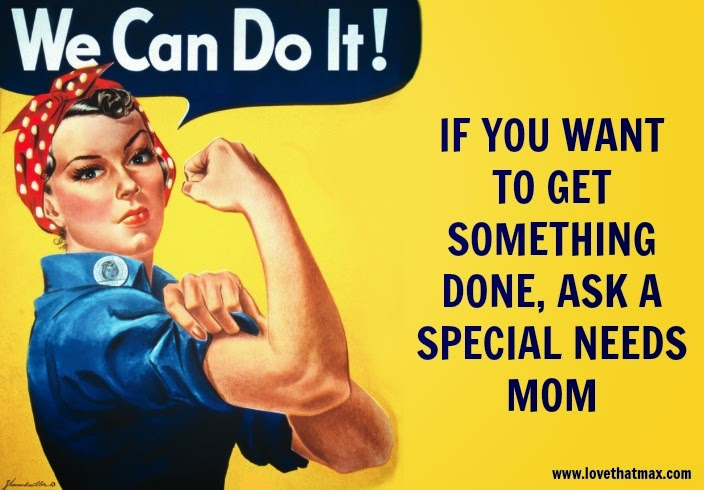 We Can Do It!
IF YOU WANT
TO GET
SOMETHING
DONE, ASK A
SPECIAL NEEDS
MOM
www.lovethatmax.com